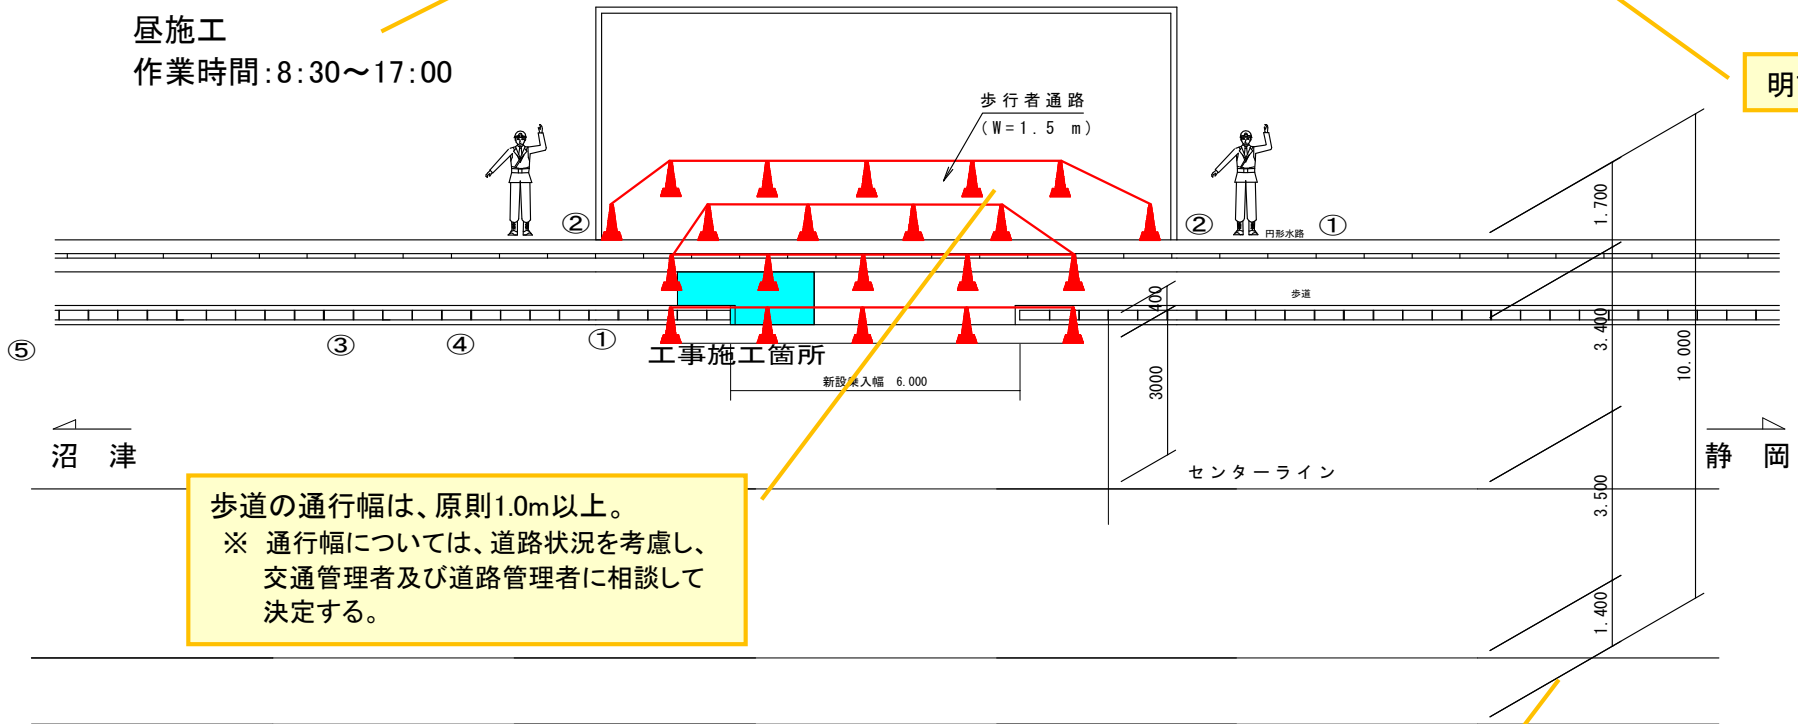 昼施工
作業時間:8:30～17:00
明
歩行者通路
(W=1.5 m)
②
②
円形水路
①
歩道
⑤
③
④
①
工事施工箇所
新設乗入幅 6.000
400
3000
1.700
3.400
10.000
3.500
1.400
沼 津
静 岡
センターライン
歩道の通行幅は、原則1.0m以上。
※ 通行幅については、道路状況を考慮し、
交通管理者及び道路管理者に相談して
決定する。